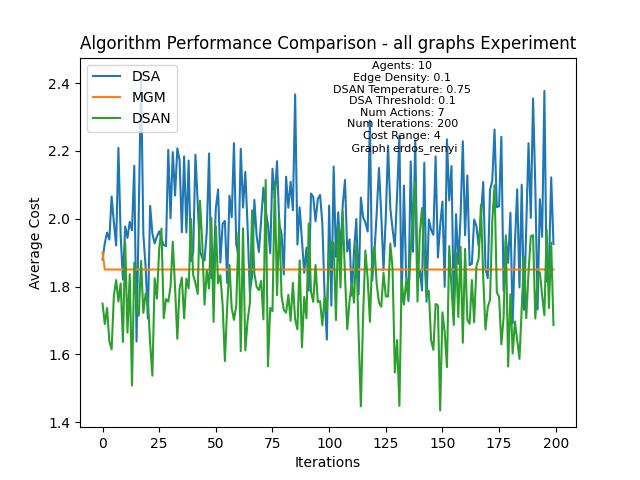 Algorithm Performance Comparison - all graphs Experiment
DSA
MGM
DSAN
Agents: 10
Edge Density: 0.1
DSAN Temperature: 0.75
DSA Threshold: 0.1
Num Actions: 7
Num Iterations: 200
Cost Range: 4
Graph: erdos_renyi
Average Cost
2.4
2.2
2.0
1.8
1.6
1.4
0 25 50 75 100 125 150 175 200
Iterations